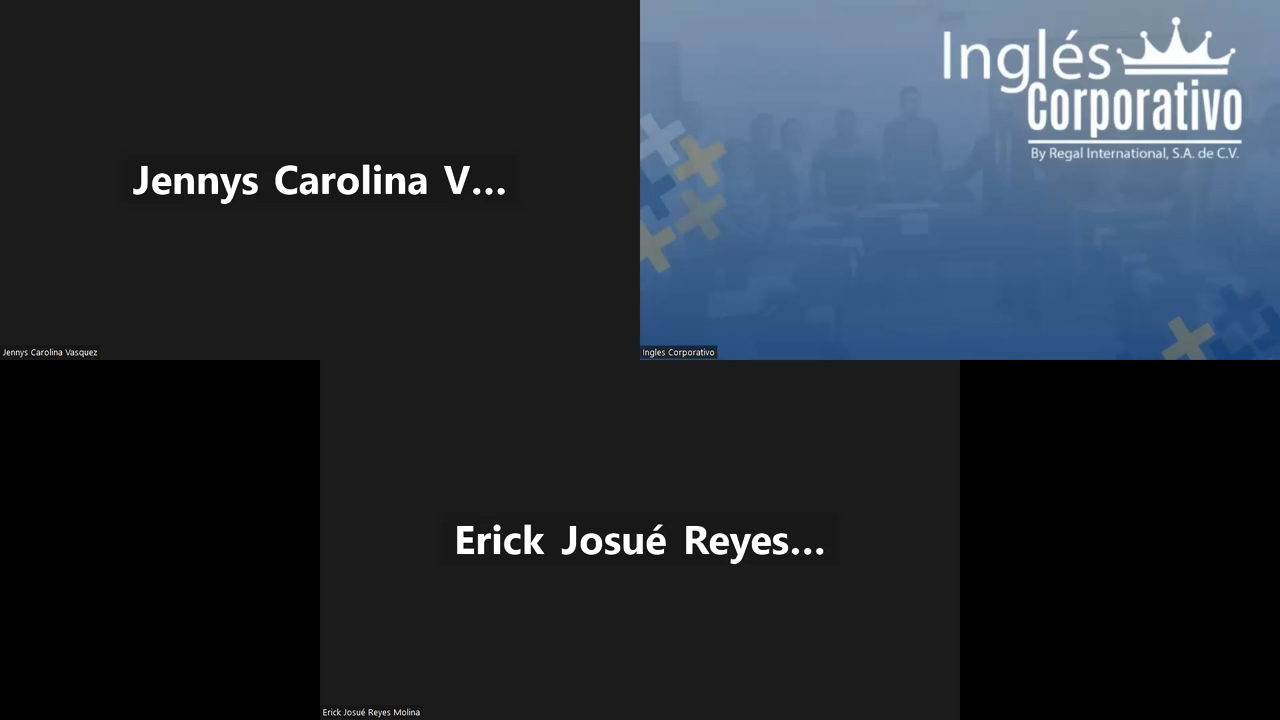 Jennys Carolina V...
Jennys Carolina Vasquez
Inglés
Corporativo
By Regal International, S.A. de C.V.
Ingles Corporativo
Erick Josué Reyes...
Erick Josué Reyes Molina